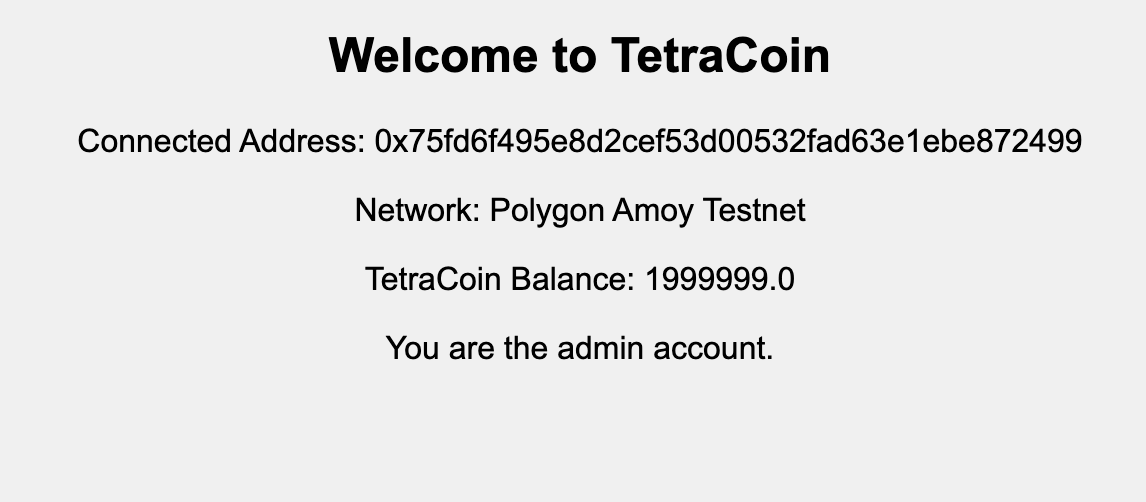 Welcome to TetraCoin
Connected Address: 0x75fd6f495e8d2cef53d00532fad63e1ebe872499
Network: Polygon Amoy Testnet
TetraCoin Balance: 1999999.0
You are the admin account.